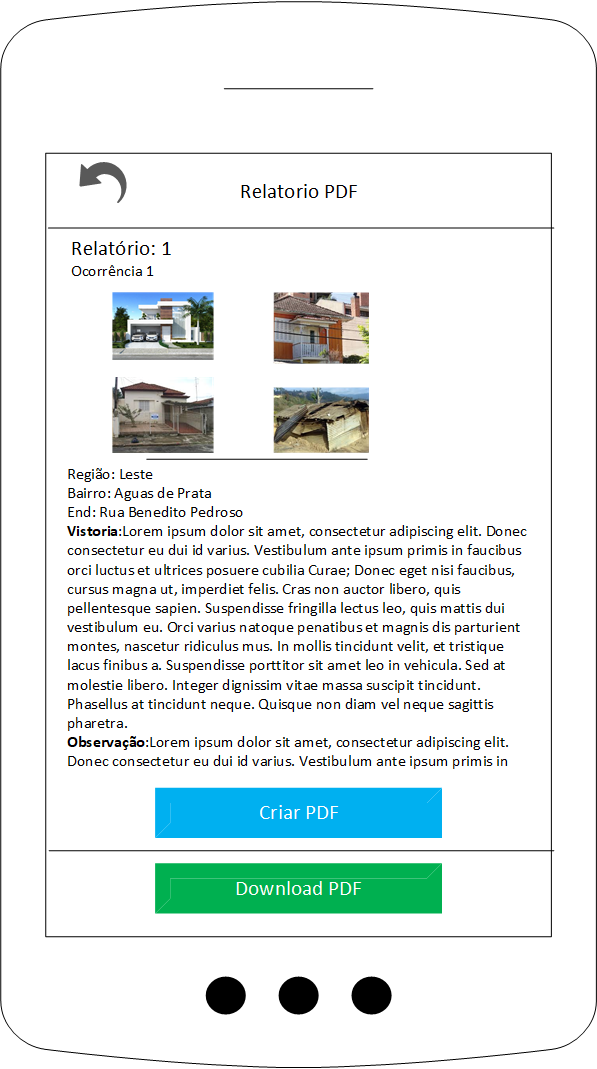 Relatorio PDF
Relatório: 1
Ocorrência 1
Região: Leste
Bairro: Aguas de Prata
End: Rua Benedito Pedroso
Vistoria:Lorem ipsum dolor sit amet, consectetur adipiscing elit. Donec
consectetur eu dui id varius. Vestibulum ante ipsum primis in faucibus
orci luctus et ultrices posuere cubilia Curae; Donec eget nisi faucibus,
cursus magna ut, imperdiet felis. Cras non auctor libero, quis
pellentesque sapien. Suspendisse fringilla lectus leo, quis mattis dui
vestibulum eu. Orci varius natoque penatibus et magnis dis parturient
montes, nascetur ridiculus mus. In mollis tincidunt velit, et tristique
lacus finibus a. Suspendisse porttitor sit amet leo in vehicula. Sed at
molestie libero. Integer dignissim vitae massa suscipit tincidunt.
Phasellus at tincidunt neque. Quisque non diam vel neque sagittis
pharetra.
Observação:Lorem ipsum dolor sit amet, consectetur adipiscing elit.
Donec consectetur eu dui id varius. Vestibulum ante ipsum primis in
Criar PDF
Download PDF